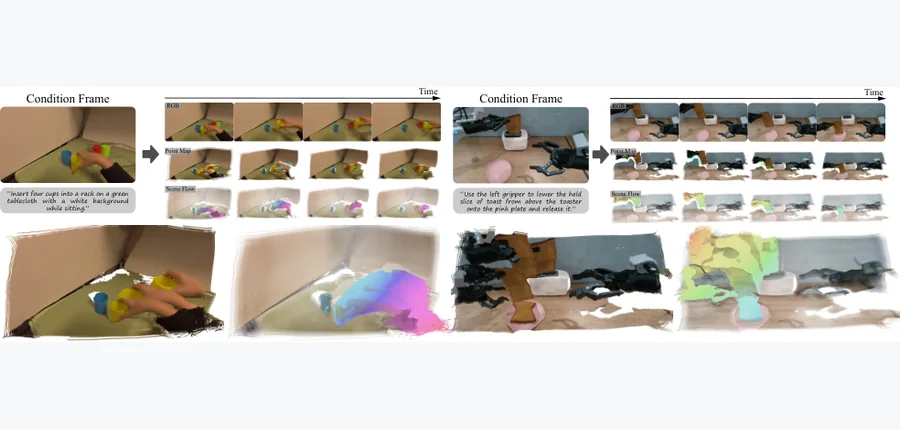 Condition Frame
Time
RGB
Point Map
Scene Flow
"Insert four cups into a rack on a green
tablecloth with a white background
while sitting."
Condition Frame
Time
RGB
Point Map
Scene Flow
"Use the left gripper to lower the held
slice of toast from above the toaster
onto the pink plate and release it."